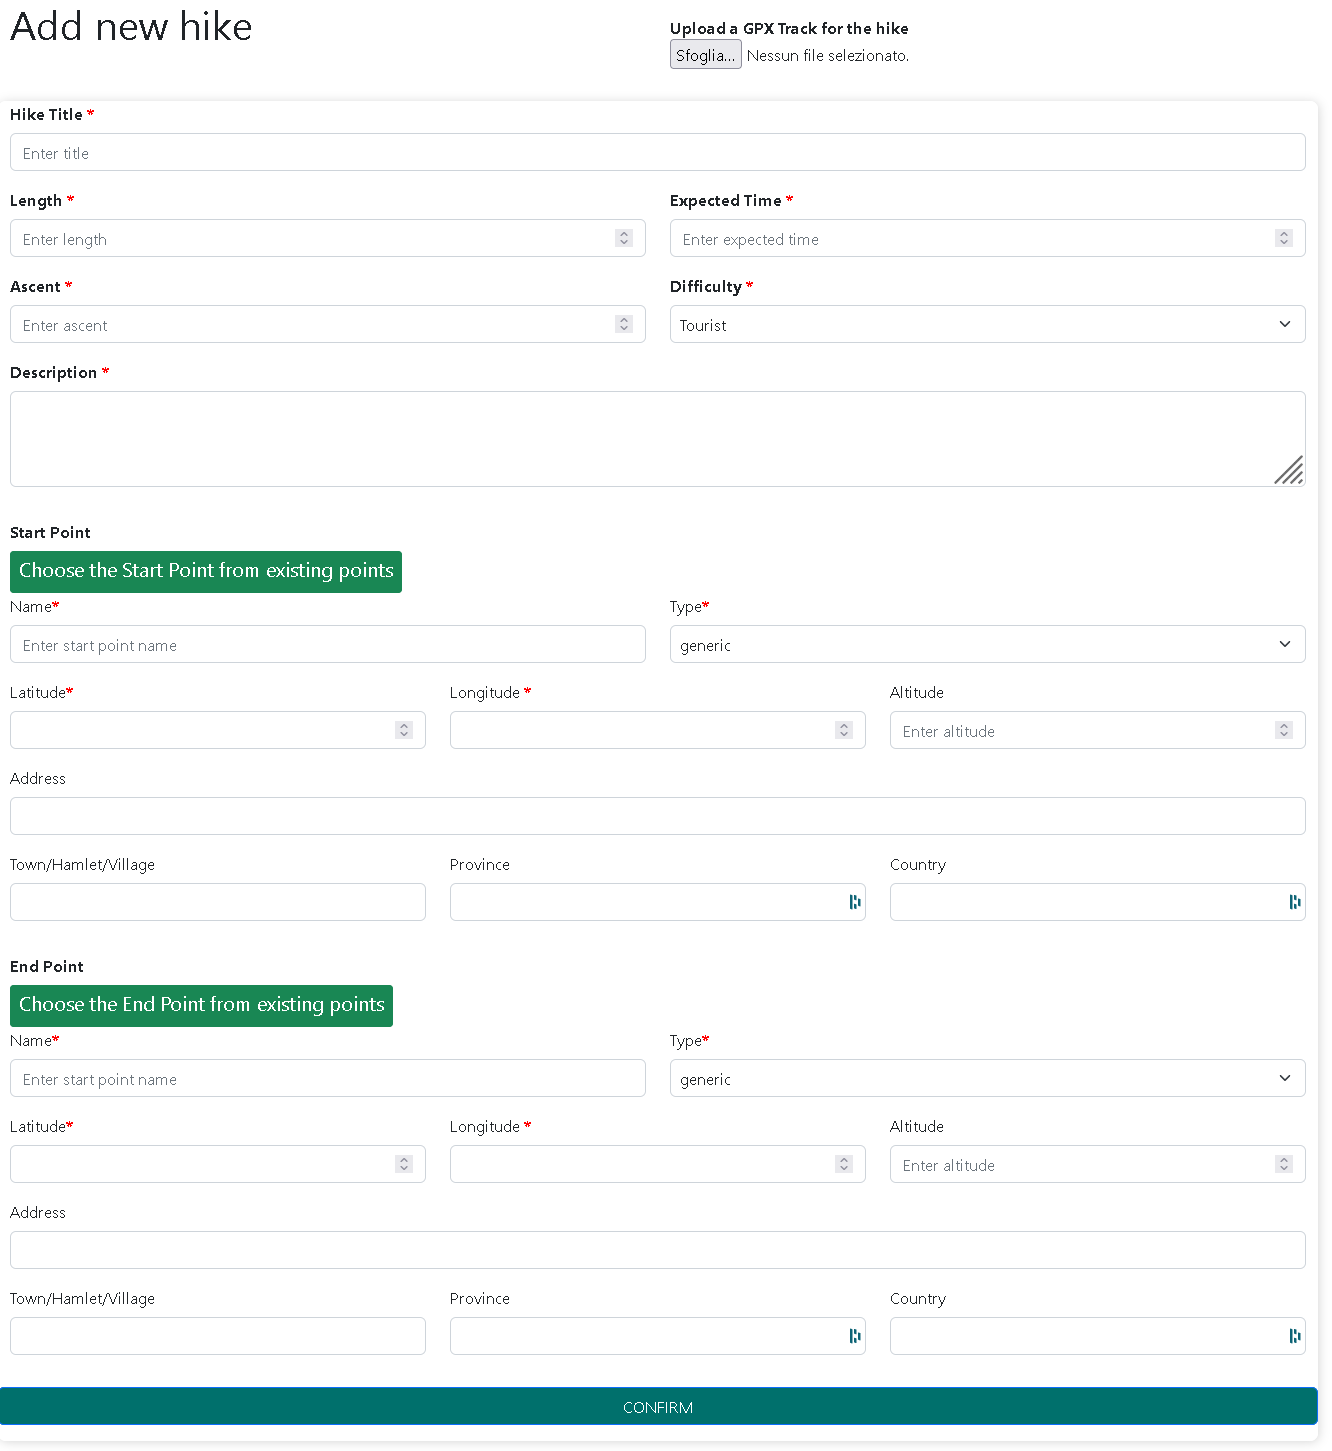 Add new hike
Upload a GPX Track for the hike
Sfoglia... Nessun file selezionato.
Hike Title *
Enter title
Length * Expected Time *
Enter length Enter expected time
Ascent * Difficulty *
Enter ascent Tourist
Description *
Start Point
Choose the Start Point from existing points
Name* Type*
Enter start point name generic
Latitude* Longitude * Altitude
Enter altitude
Address
Town/Hamlet/Village Province Country
End Point
Choose the End Point from existing points
Name* Type*
Enter start point name generic
Latitude* Longitude * Altitude
Enter altitude
Address
Town/Hamlet/Village Province Country
CONFIRM